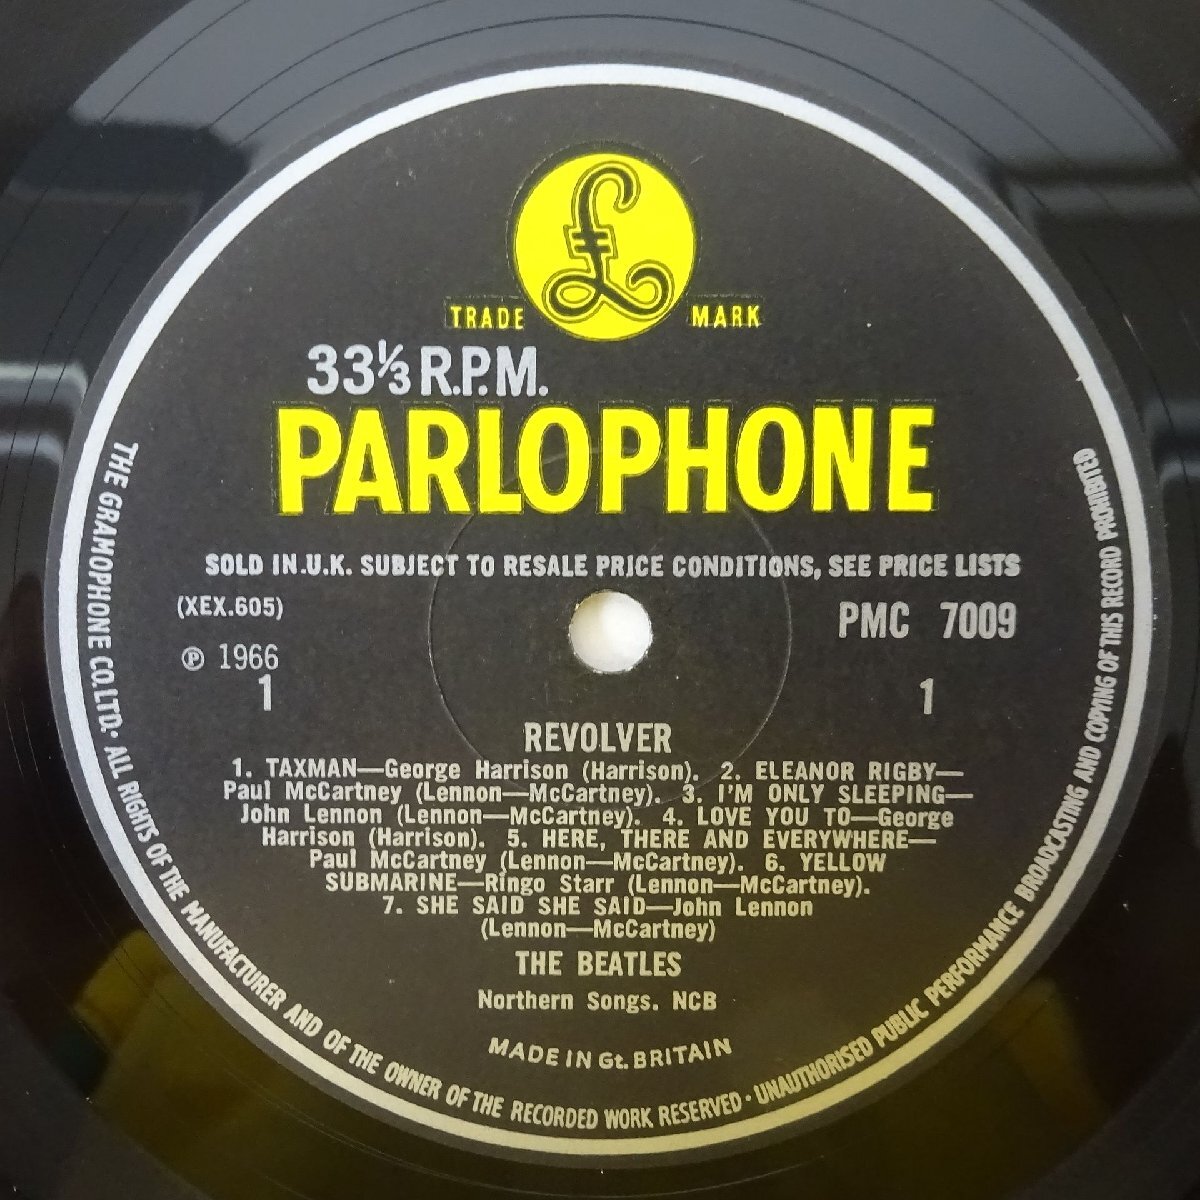 £
TRADE MARK
33⅓ R.P.M.
PARLOPHONE
SOLD IN.U.K. SUBJECT TO RESALE PRICE CONDITIONS, SEE PRICE LISTS
(XEX.605)
PMC 7009
℗ 1966
1
1
REVOLVER
1. TAXMAN—George Harrison (Harrison). 2. ELEANOR RIGBY—
Paul McCartney (Lennon—McCartney). 3. I'M ONLY SLEEPING—
John Lennon (Lennon—McCartney). 4. LOVE YOU TO—George
Harrison (Harrison). 5. HERE, THERE AND EVERYWHERE—
Paul McCartney (Lennon—McCartney). 6. YELLOW
SUBMARINE—Ringo Starr (Lennon—McCartney).
7. SHE SAID SHE SAID—John Lennon
(Lennon—McCartney)
THE BEATLES
Northern Songs. NCB
MADE IN Gt. BRITAIN
THE GRAMOPHONE CO.LTD. · ALL RIGHTS OF THE MANUFACTURER AND OF THE OWNER OF THE RECORDED WORK RESERVED · UNAUTHORISED PUBLIC PERFORMANCE BROADCASTING AND COPYING OF THIS RECORD PROHIBITED